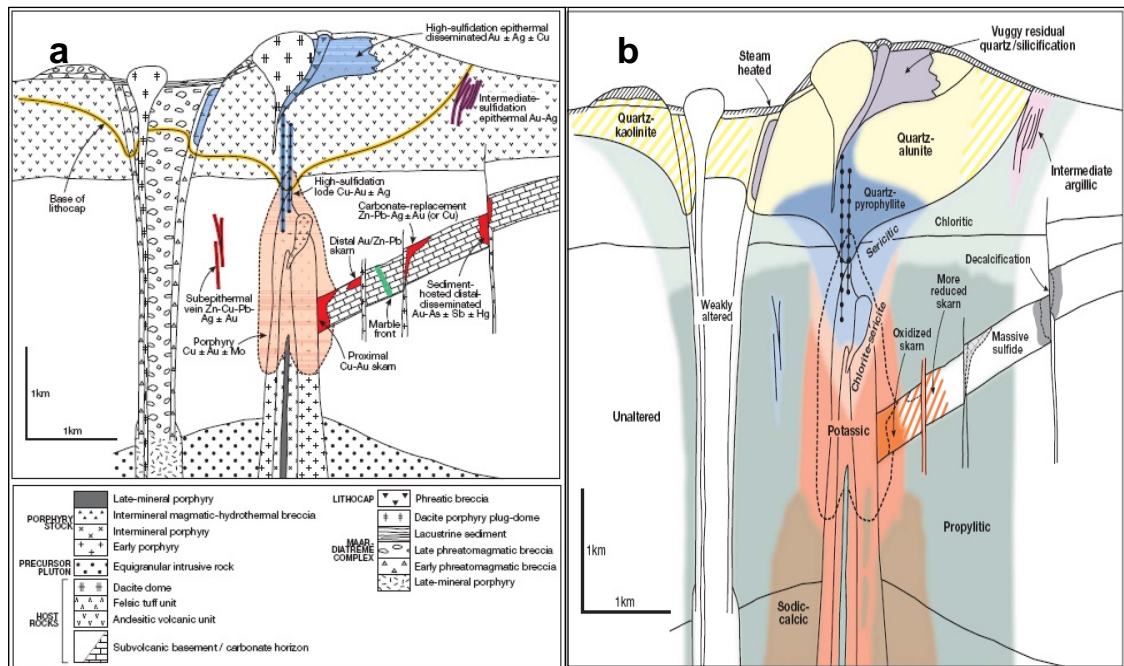 a
High-sulfidation epithermal
disseminated Au ± Ag ± Cu
Intermediate-
sulfidation
epithermal Au-Ag
Base of
lithocap
High-sulfidation
lode Cu-Au ± Ag
Carbonate-replacement
Zn-Pb-Ag ± Au (or Cu)
Distal Au/Zn-Pb
skarn
Subepithermal
vein Zn-Cu-Pb-
Ag ± Au
Marble
front
Sediment-
hosted distal-
disseminated
Au-As ± Sb ± Hg
Porphyry
Cu ± Au ± Mo
Proximal
Cu-Au skarn
1km
1km
PORPHYRY
STOCK
Late-mineral porphyry
Intermineral magmatic-hydrothermal breccia
Intermineral porphyry
Early porphyry
PRECURSOR
PLUTON
Equigranular intrusive rock
HOST
ROCKS
Dacite dome
Felsic tuff unit
Andesitic volcanic unit
Subvolcanic basement / carbonate horizon
LITHOCAP
Phreatic breccia
MAAR-
DIATREME
COMPLEX
Dacite porphyry plug-dome
Lacustrine sediment
Late phreatomagmatic breccia
Early phreatomagmatic breccia
Late-mineral porphyry
b
Vuggy residual
quartz/silicification
Steam
heated
Quartz-
kaolinite
Quartz-
alunite
Intermediate
argillic
Quartz-
pyrophyllite
Chloritic
Sericitic
Decalcification
More
reduced
skarn
Weakly
altered
Oxidized
skarn
Massive
sulfide
Chlorite-sericite
Unaltered
Potassic
Propylitic
1km
1km
Sodic-
calcic